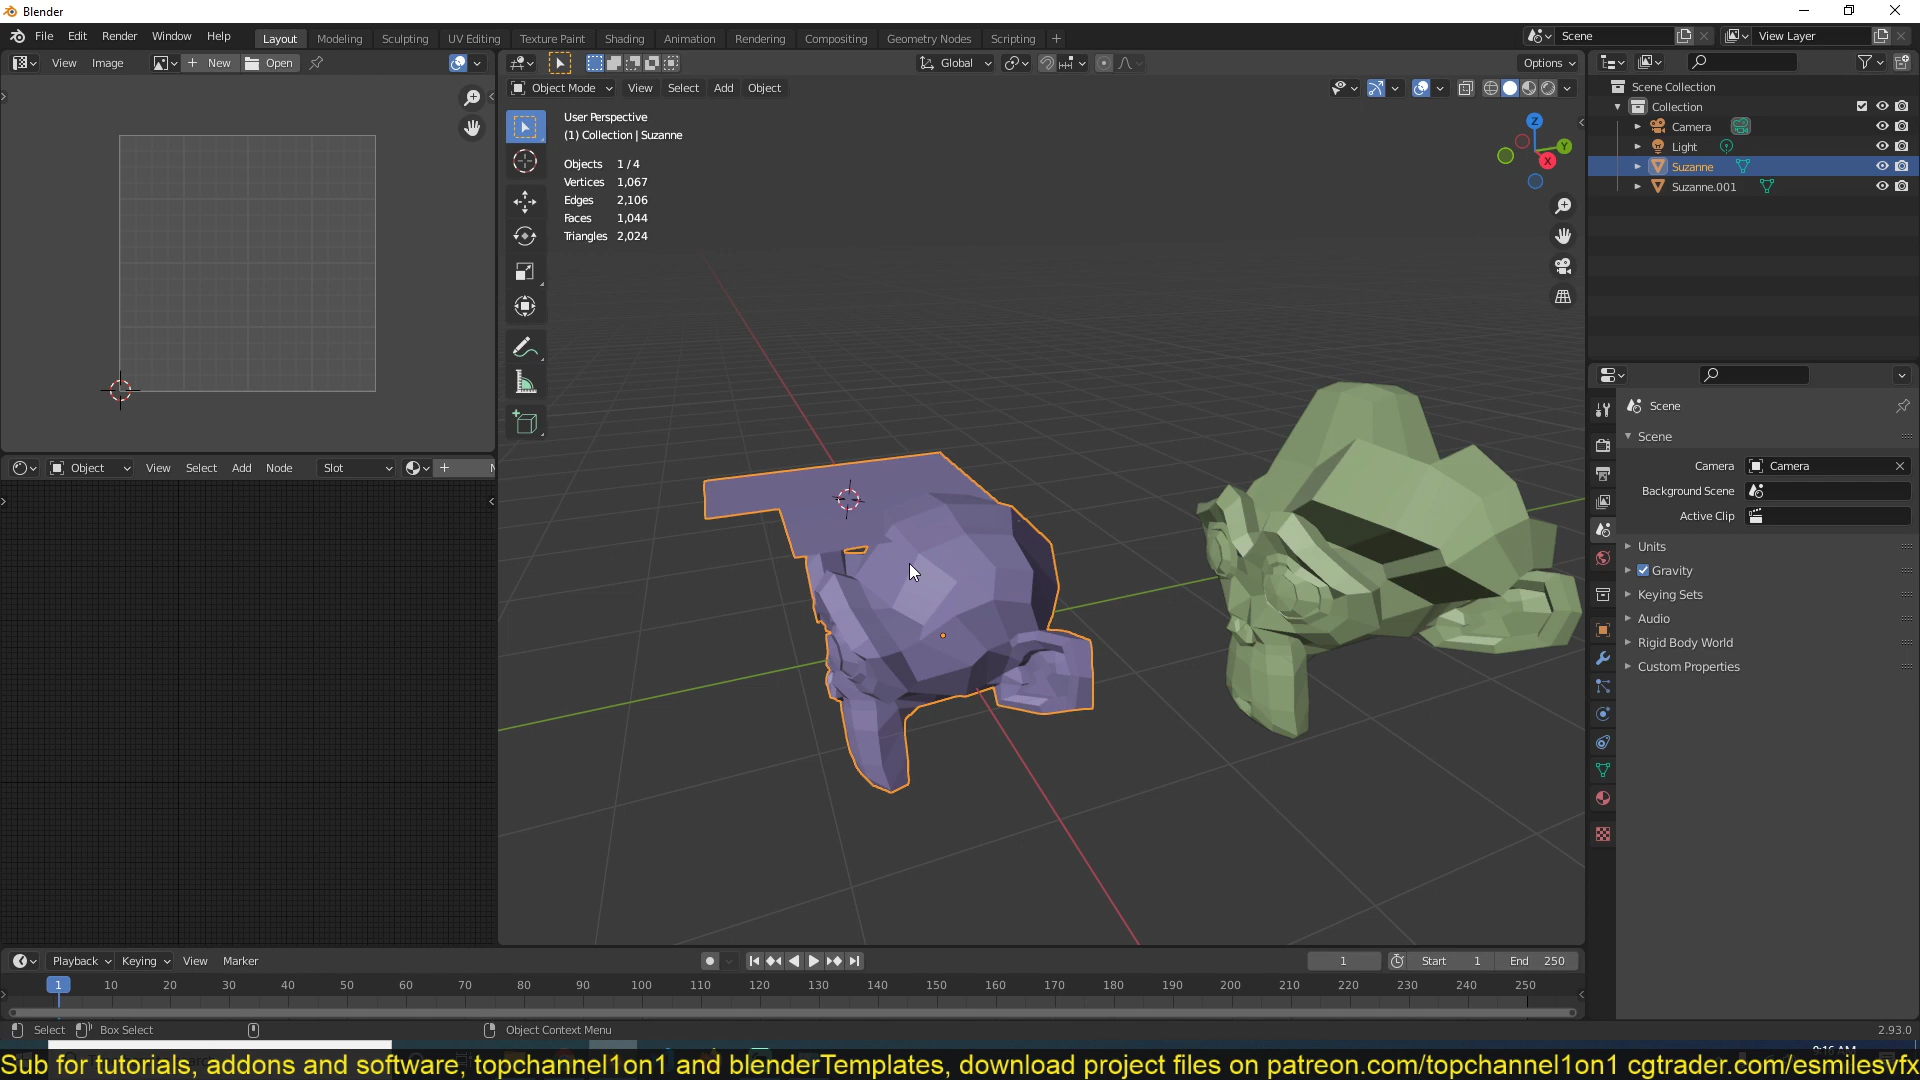 Blender
File Edit Render Window Help
Layout Modeling Sculpting UV Editing Texture Paint Shading Animation Rendering Compositing Geometry Nodes Scripting +
Scene
View Layer
View Image New Open
Global
Options
Object Mode View Select Add Object
User Perspective
(1) Collection | Suzanne
Objects 1/4
Vertices 1,067
Edges 2,106
Faces 1,044
Triangles 2,024
Z
Y
X
Scene Collection
Collection
Camera
Light
Suzanne
Suzanne.001
Scene
Scene
Camera Camera
Background Scene
Active Clip
Units
Gravity
Keying Sets
Audio
Rigid Body World
Custom Properties
Object View Select Add Node Slot
Playback Keying View Marker
1 Start 1 End 250
1 10 20 30 40 50 60 70 80 90 100 110 120 130 140 150 160 170 180 190 200 210 220 230 240 250
Select Box Select Object Context Menu 2.93.0
9:16 AM
Sub for tutorials, addons and software; topchannel1on1 and blenderTemplates, download project files on patreon.com/topchannel1on1 cgtrader.com/esmilesvfx